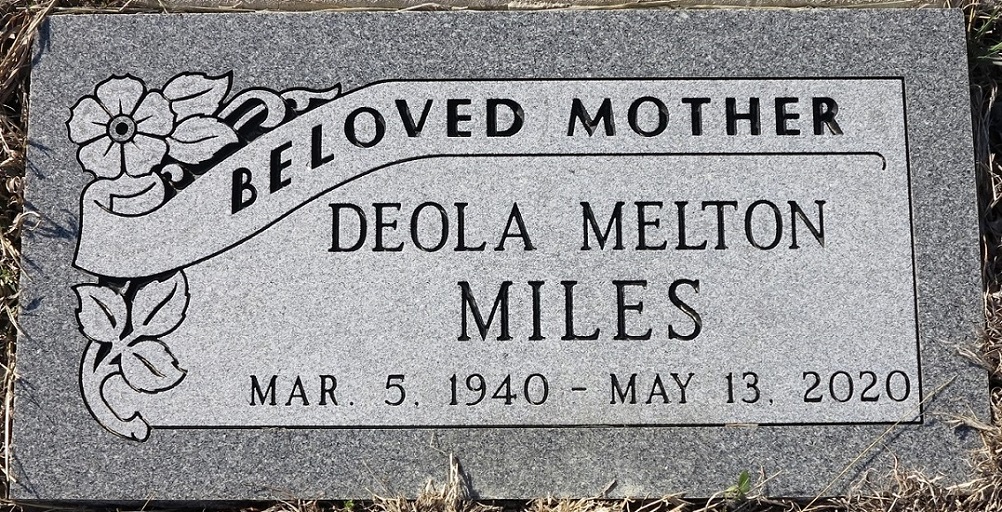 BELOVED MOTHER
DEOLA MELTON
MILES
MAR. 5, 1940 - MAY 13, 2020